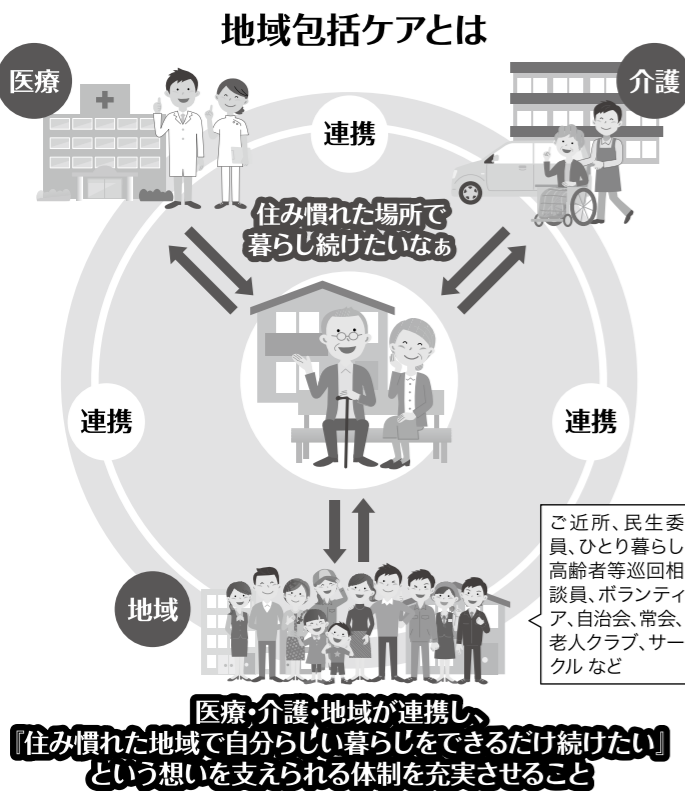 地域包括ケアとは
医療
介護
連携
住み慣れた場所で
暮らし続けたいなぁ
連携
連携
ご近所、民生委
員、ひとり暮らし
高齢者等巡回相
談員、ボランティ
ア、自治会、常会、
老人クラブ、サー
クル など
地域
医療・介護・地域が連携し、
『住み慣れた地域で自分らしい暮らしをできるだけ続けたい』
という想いを支えられる体制を充実させること